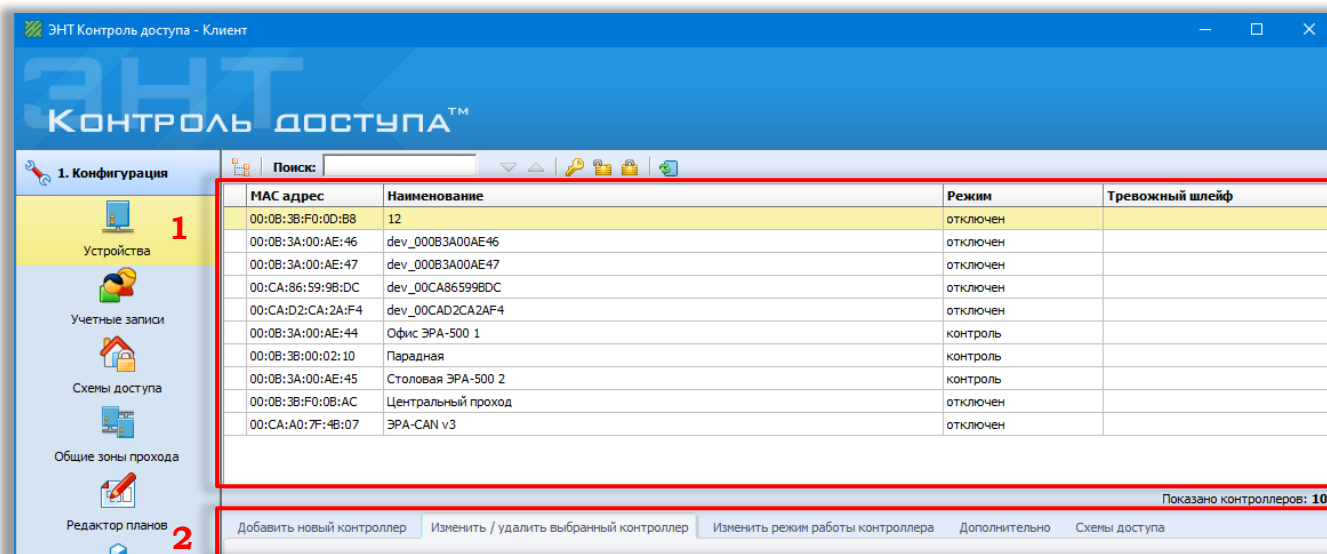 ЭНТ Контроль доступа - Клиент
ЭНТ
Контроль доступа™
1. Конфигурация
Поиск:
1
Устройства
Учетные записи
Схемы доступа
Общие зоны прохода
Редактор планов
MAC адрес Наименование Режим Тревожный шлейф
00:0B:3B:F0:0D:B8 12 отключен
00:0B:3A:00:AE:46 dev_000B3A00AE46 отключен
00:0B:3A:00:AE:47 dev_000B3A00AE47 отключен
00:CA:86:59:9B:DC dev_00CA86599BDC отключен
00:CA:D2:CA:2A:F4 dev_00CAD2CA2AF4 отключен
00:0B:3A:00:AE:44 Офис ЭРА-500 1 контроль
00:0B:3B:00:02:10 Парадная контроль
00:0B:3A:00:AE:45 Столовая ЭРА-500 2 контроль
00:0B:3B:F0:0B:AC Центральный проход отключен
00:CA:A0:7F:4B:07 ЭРА-CAN v3 отключен
Показано контроллеров: 10
2
Добавить новый контроллер Изменить / удалить выбранный контроллер Изменить режим работы контроллера Дополнительно Схемы доступа